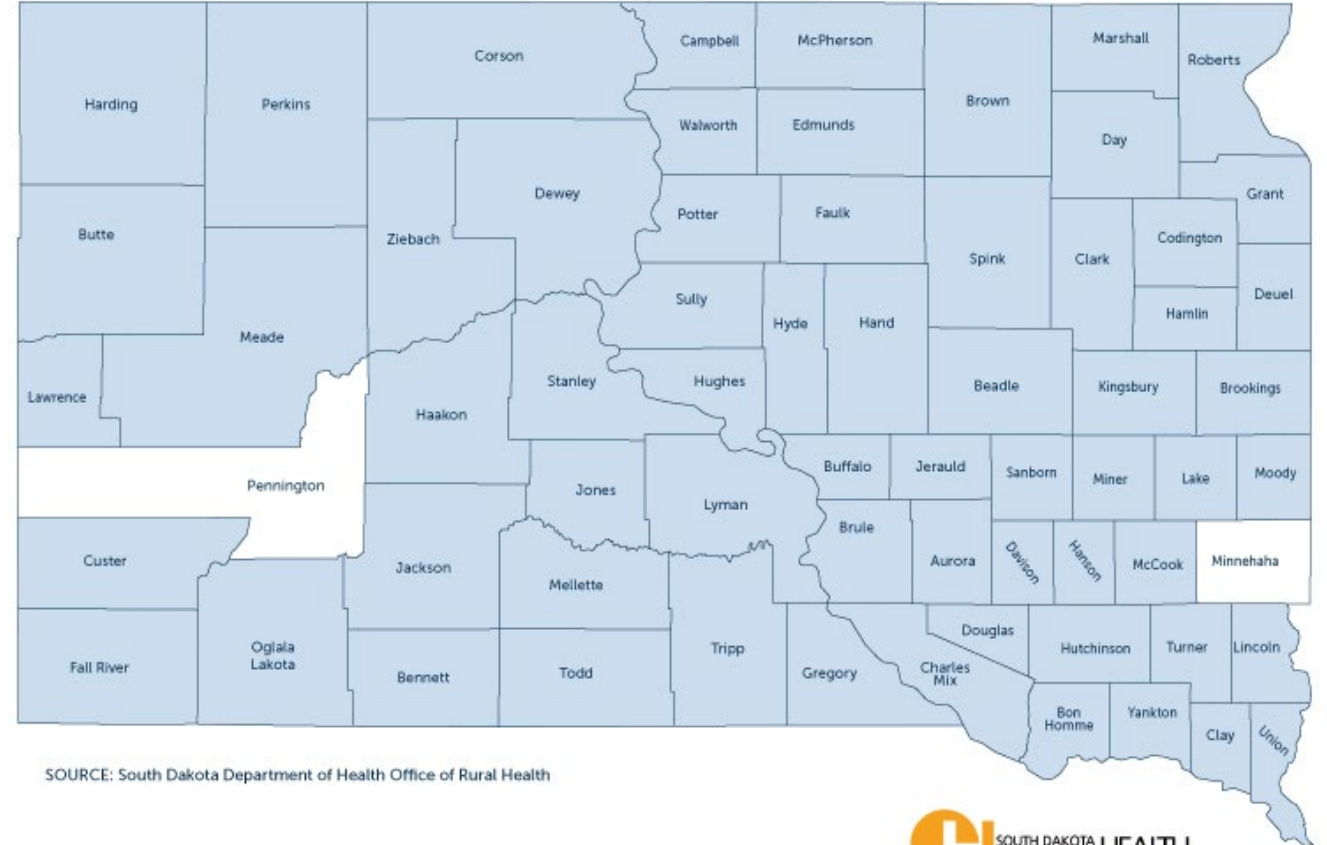 Campbell
McPherson
Marshall
Roberts
Corson
Harding
Perkins
Brown
Walworth
Edmunds
Day
Dewey
Grant
Potter
Faulk
Butte
Ziebach
Codington
Spink
Clark
Sully
Deuel
Hamlin
Hyde
Hand
Meade
Stanley
Hughes
Beadle
Kingsbury
Brookings
Lawrence
Haakon
Buffalo
Jerauld
Sanborn
Miner
Lake
Moody
Pennington
Jones
Lyman
Brule
Custer
Jackson
Mellette
Aurora
Davison
Hanson
McCook
Minnehaha
Douglas
Hutchinson
Turner
Lincoln
Fall River
Oglala
Lakota
Bennett
Todd
Tripp
Gregory
Charles
Mix
Bon
Homme
Yankton
Clay
Union
SOURCE: South Dakota Department of Health Office of Rural Health
SOUTH DAKOTA HEALTH